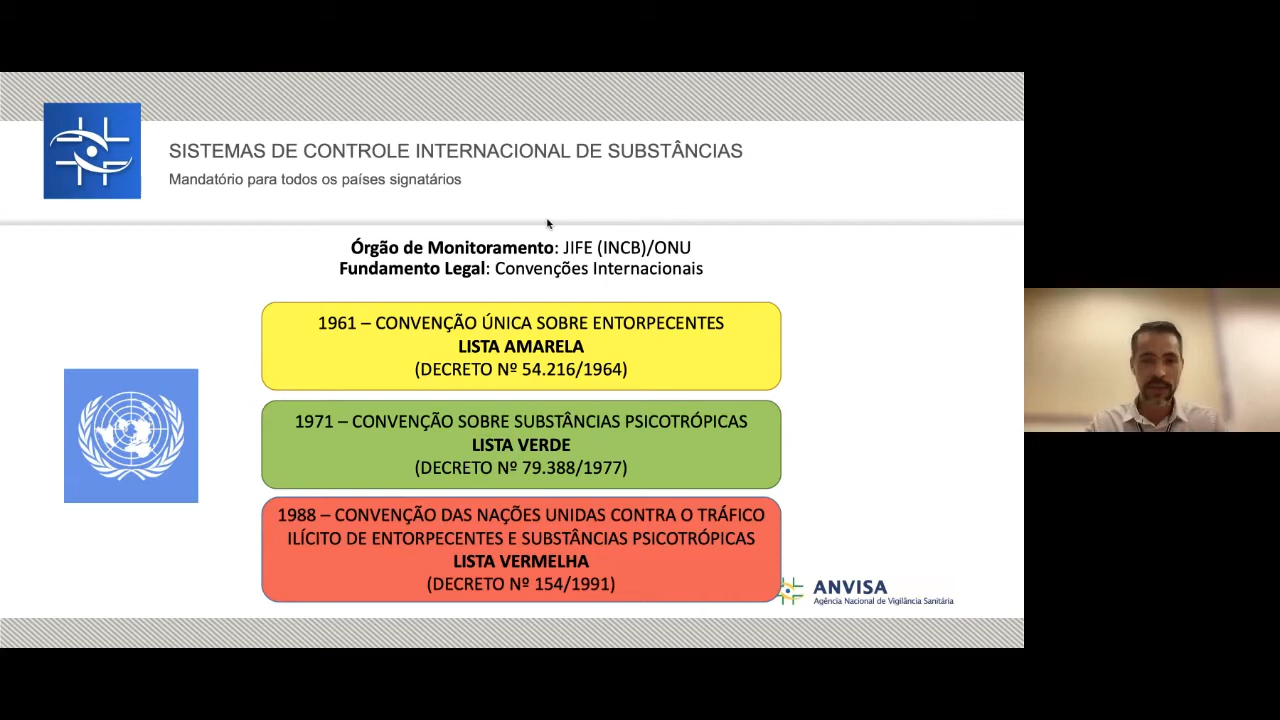 SISTEMAS DE CONTROLE INTERNACIONAL DE SUBSTÂNCIAS
Mandatório para todos os países signatários
Órgão de Monitoramento: JIFE (INCB)/ONU
Fundamento Legal: Convenções Internacionais
1961 – CONVENÇÃO ÚNICA SOBRE ENTORPECENTES
LISTA AMARELA
(DECRETO Nº 54.216/1964)
1971 – CONVENÇÃO SOBRE SUBSTÂNCIAS PSICOTRÓPICAS
LISTA VERDE
(DECRETO Nº 79.388/1977)
1988 – CONVENÇÃO DAS NAÇÕES UNIDAS CONTRA O TRÁFICO
ILÍCITO DE ENTORPECENTES E SUBSTÂNCIAS PSICOTRÓPICAS
LISTA VERMELHA
(DECRETO Nº 154/1991)
ANVISA
Agência Nacional de Vigilância Sanitária